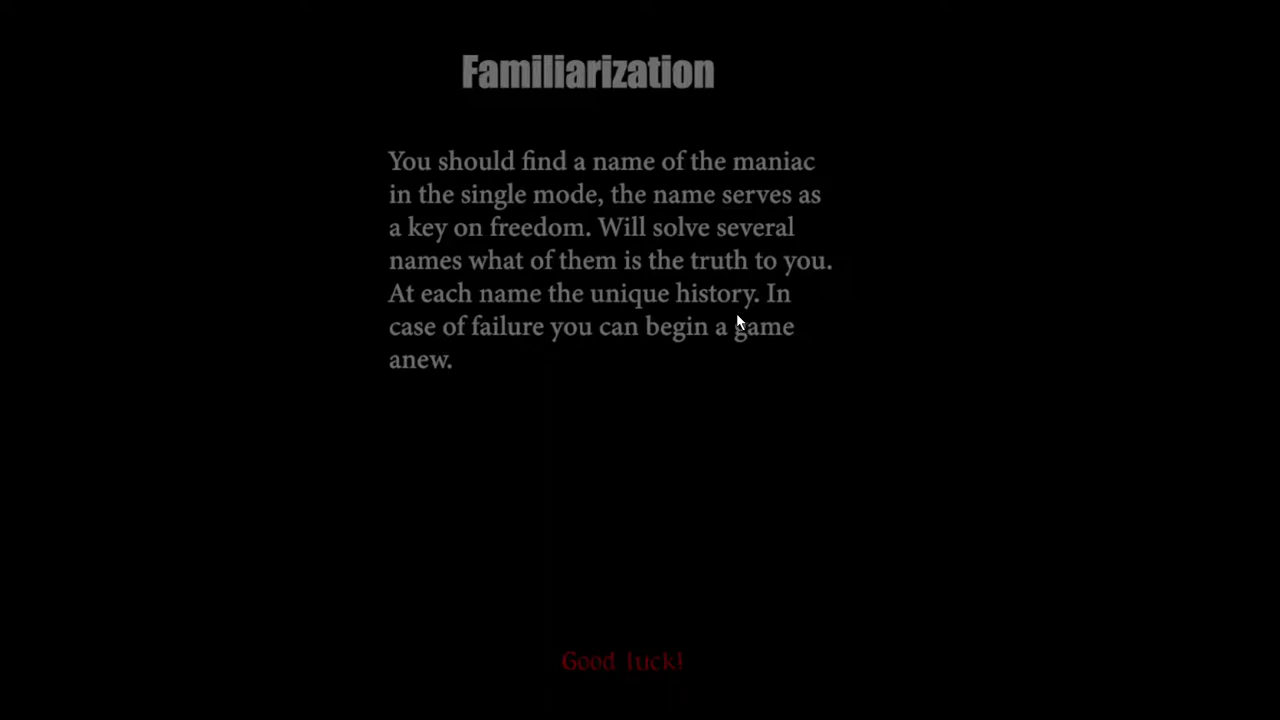 Familiarization
You should find a name of the maniac
in the single mode, the name serves as
a key on freedom. Will solve several
names what of them is the truth to you.
At each name the unique history. In
case of failure you can begin a game
anew.
Good luck!